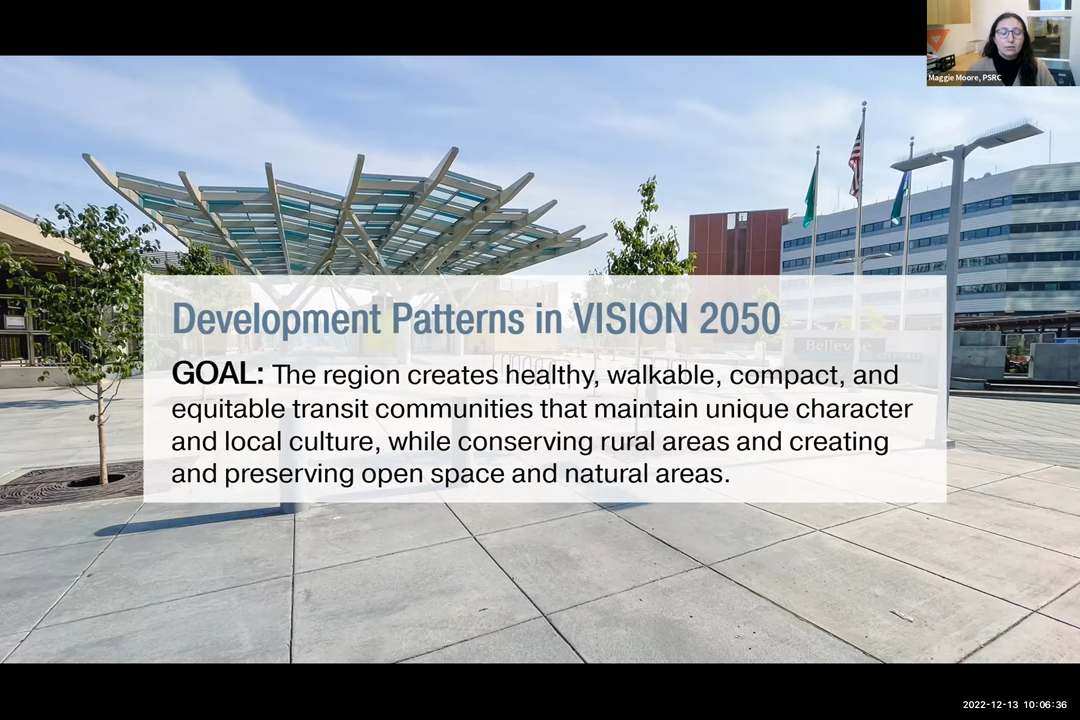 Maggie Moore, PSRC
Development Patterns in VISION 2050
GOAL: The region creates healthy, walkable, compact, and
equitable transit communities that maintain unique character
and local culture, while conserving rural areas and creating
and preserving open space and natural areas.
Bellevue
2022-12-13 10:06:36